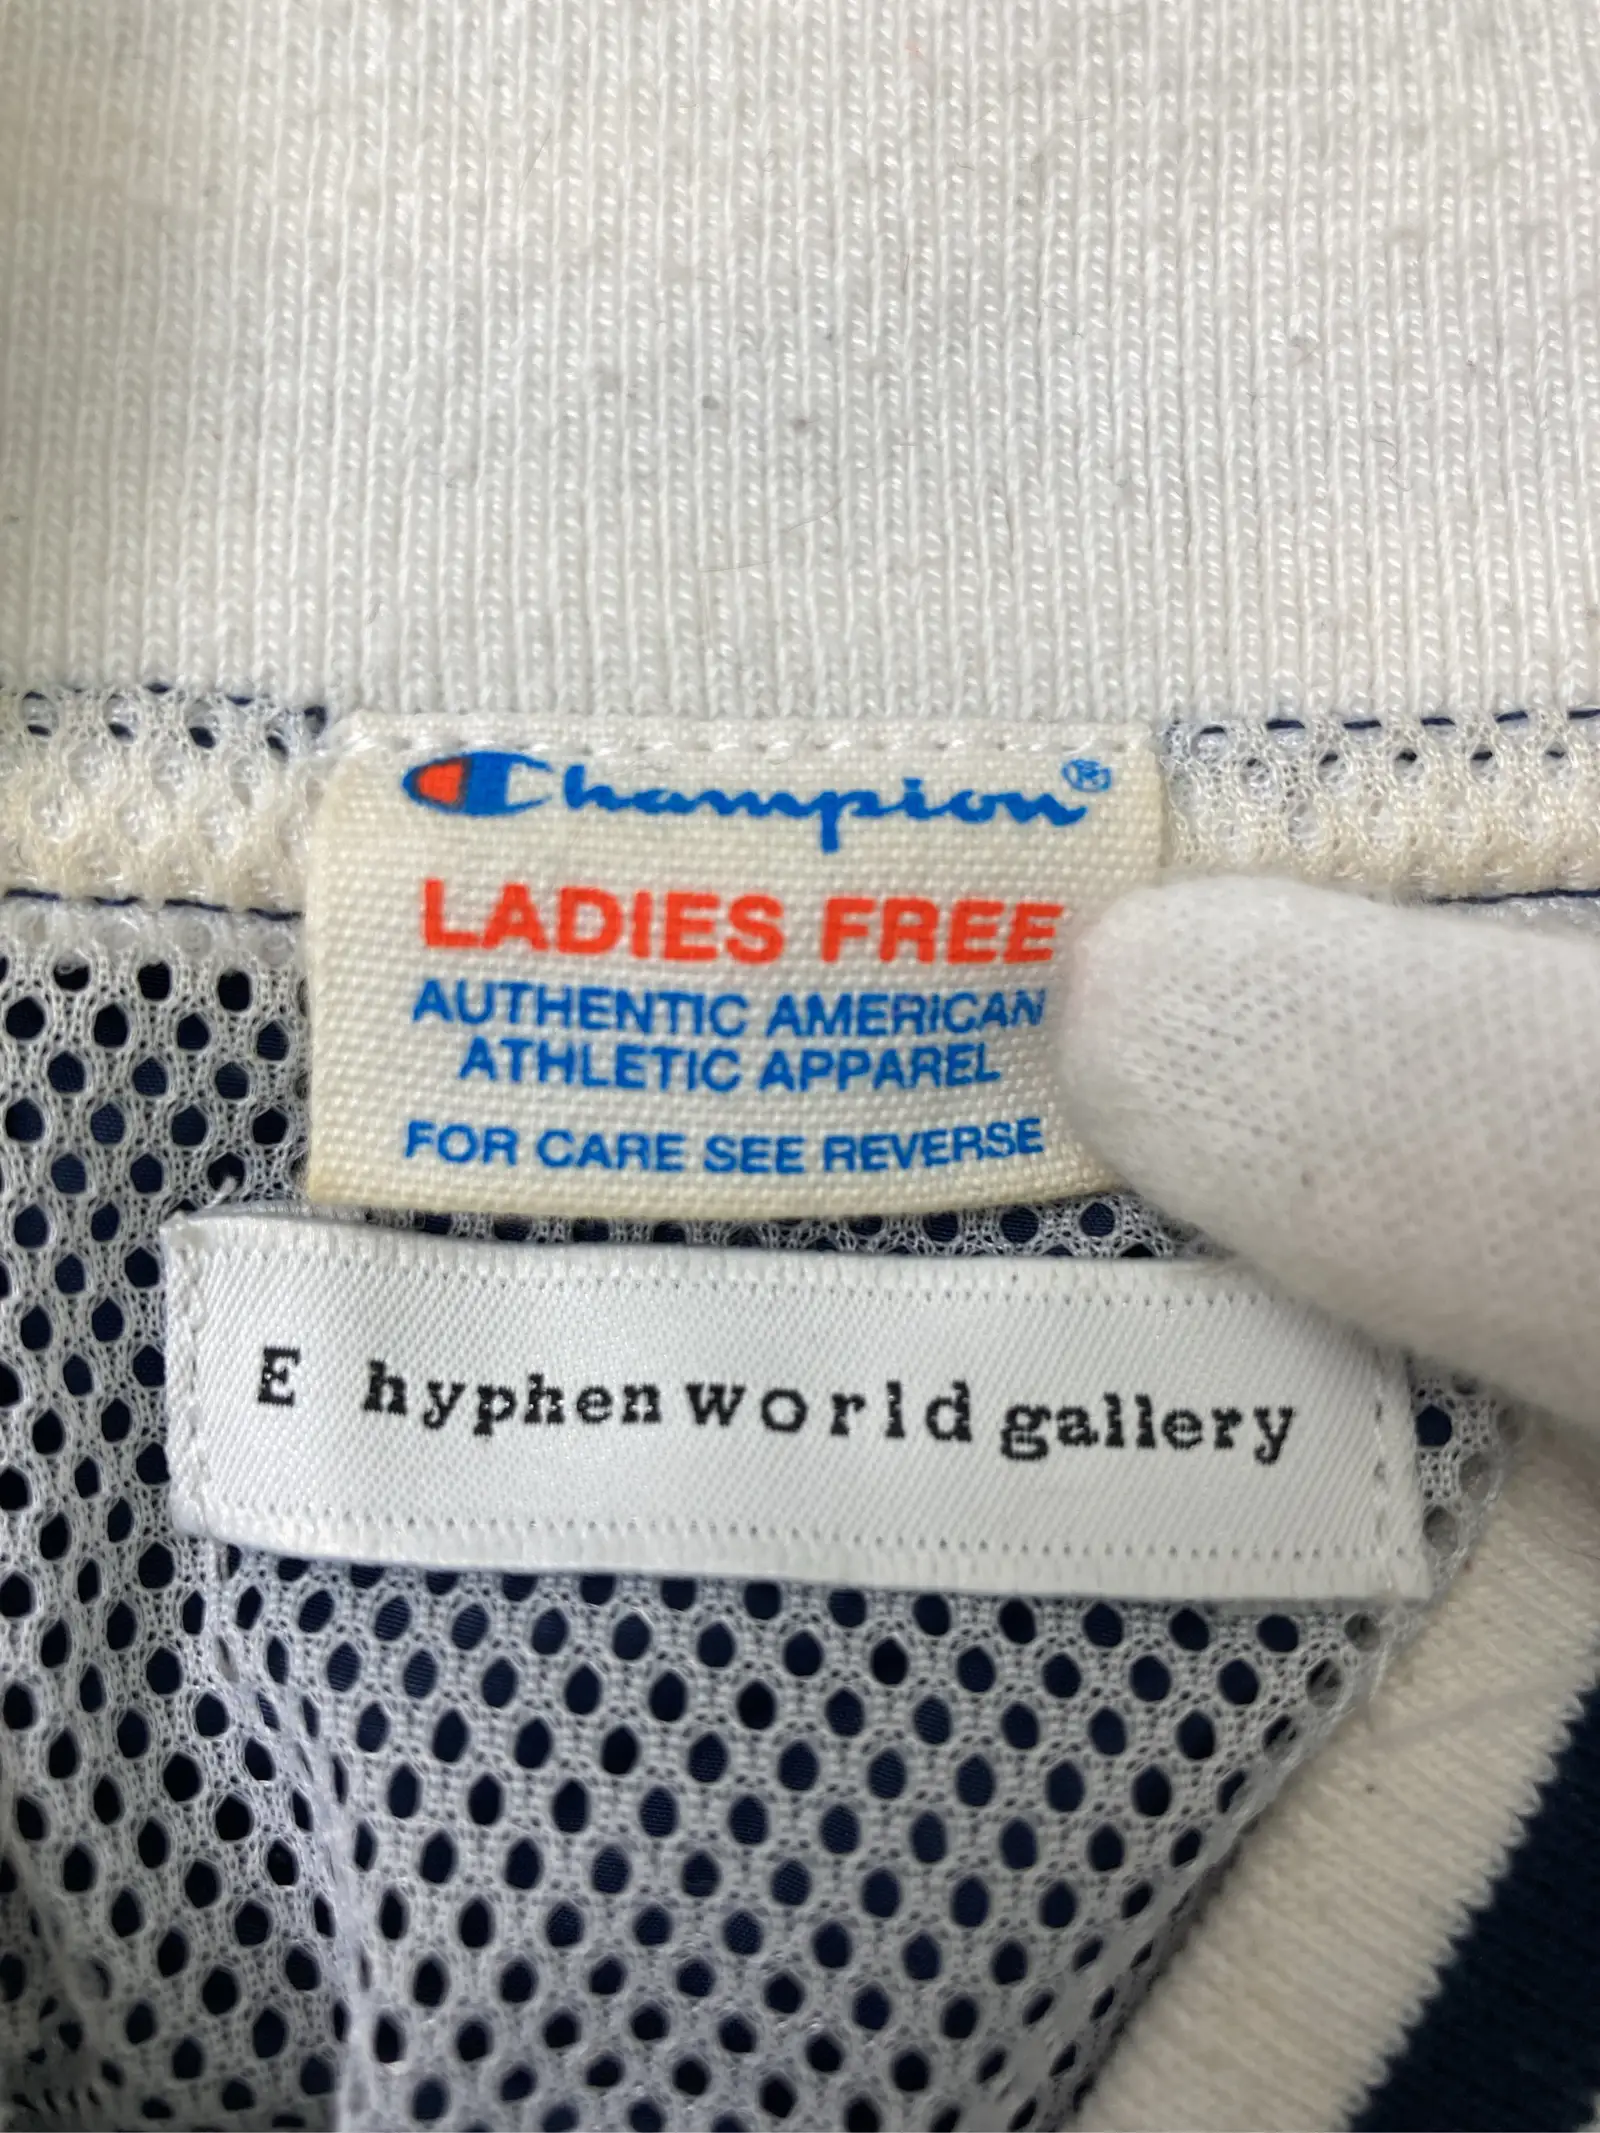 Champion®
LADIES FREE
AUTHENTIC AMERICAN
ATHLETIC APPAREL
FOR CARE SEE REVERSE
E hyphen world gallery